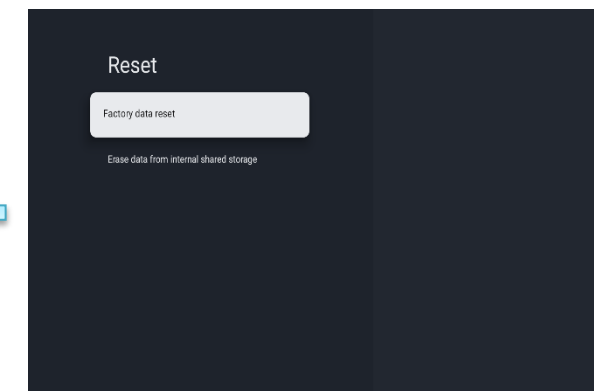 Reset
Factory data reset
Erase data from internal shared storage